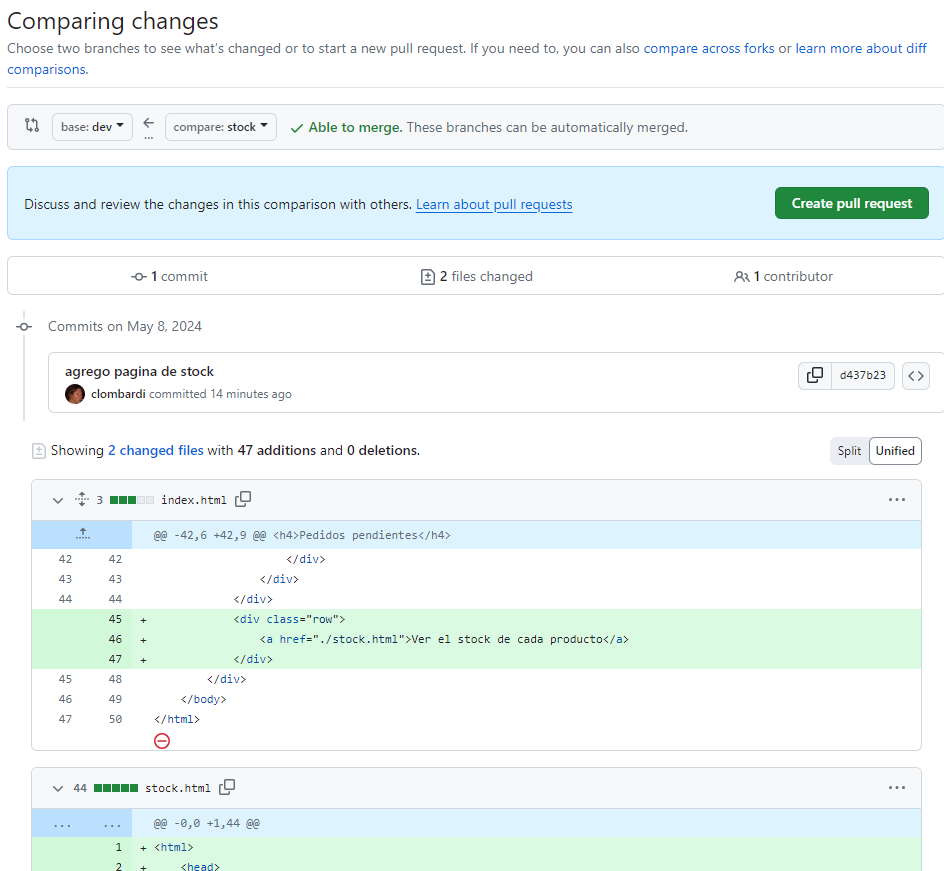 Comparing changes
Choose two branches to see what's changed or to start a new pull request. If you need to, you can also compare across forks or learn more about diff
comparisons.
base: dev ... compare: stock Able to merge. These branches can be automatically merged.
Discuss and review the changes in this comparison with others. Learn about pull requests Create pull request
1 commit 2 files changed 1 contributor
Commits on May 8, 2024
agrego pagina de stock
clombardi committed 14 minutes ago d437b23
Showing 2 changed files with 47 additions and 0 deletions. Split Unified
3 index.html ...
@@ -42,6 +42,9 @@ <h4>Pedidos pendientes</h4>
42 42 </div>
43 43 </div>
44 44 </div>
45 + <div class="row">
46 + <a href="./stock.html">Ver el stock de cada producto</a>
47 + </div>
45 48 </div>
46 49 </body>
47 50 </html>
44 stock.html ...
... ... @@ -0,0 +1,44 @@
1 + <html>
2 + <head>